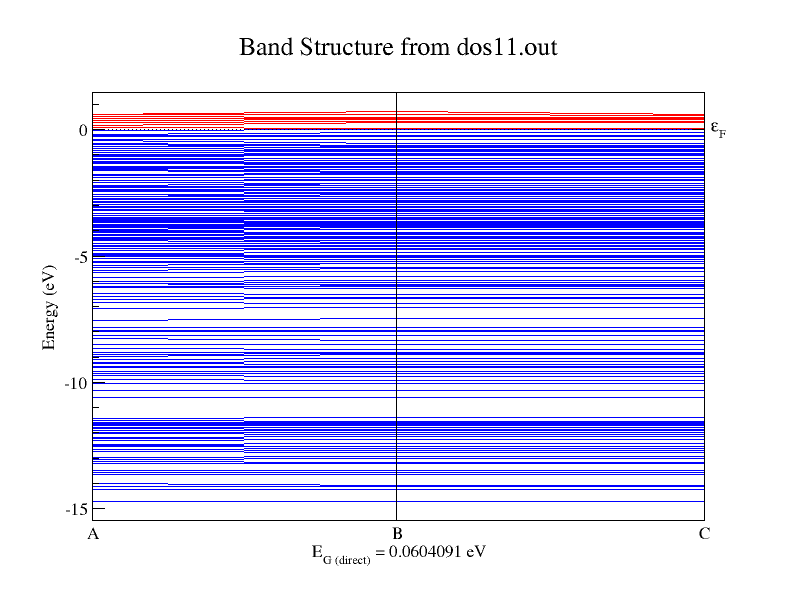 Band Structure from dos11.out
0
εF
-5
Energy (eV)
-10
-15
A B C
EG (direct) = 0.0604091 eV